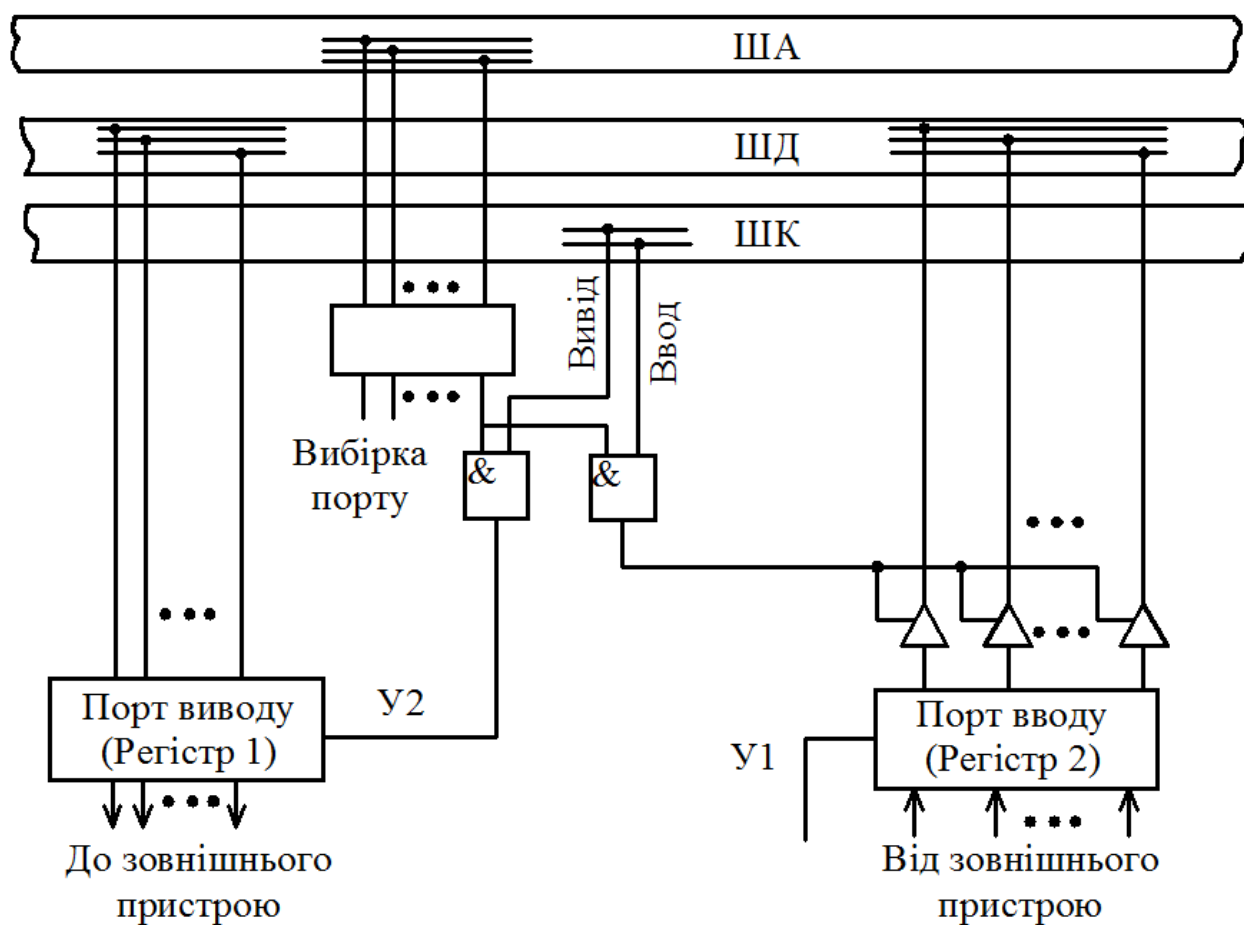 ША
ШД
ШК
Вивід
Ввод
Вибірка
порту
&
&
У2
Порт виводу
(Регістр 1)
У1
Порт вводу
(Регістр 2)
До зовнішнього
пристрою
Від зовнішнього
пристрою